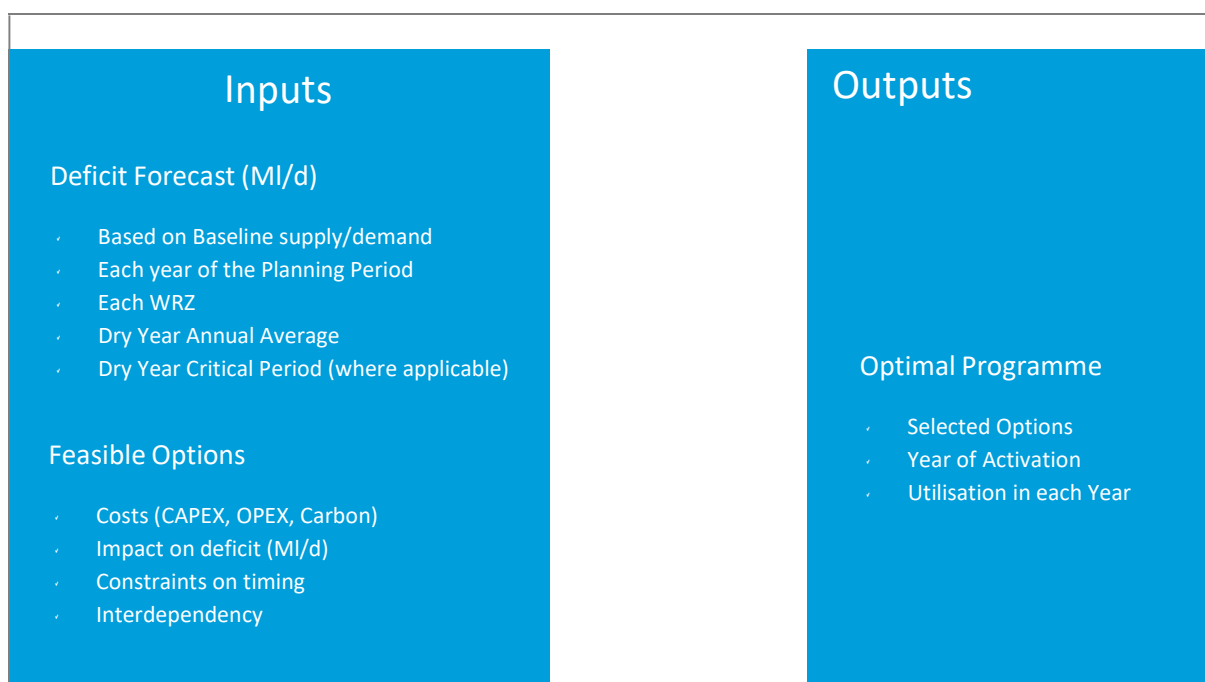 Inputs
Deficit Forecast (Ml/d)
Based on Baseline supply/demand
Each year of the Planning Period
Each WRZ
Dry Year Annual Average
Dry Year Critical Period (where applicable)
Feasible Options
Costs (CAPEX, OPEX, Carbon)
Impact on deficit (Ml/d)
Constraints on timing
Interdependency
Outputs
Optimal Programme
Selected Options
Year of Activation
Utilisation in each Year